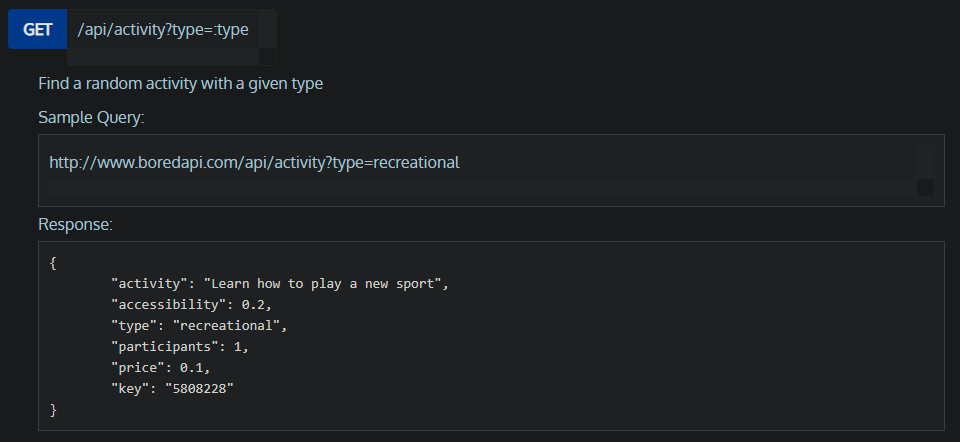 GET /api/activity?type=:type
Find a random activity with a given type
Sample Query:
http://www.boredapi.com/api/activity?type=recreational
Response:
{
"activity": "Learn how to play a new sport",
"accessibility": 0.2,
"type": "recreational",
"participants": 1,
"price": 0.1,
"key": "5808228"
}